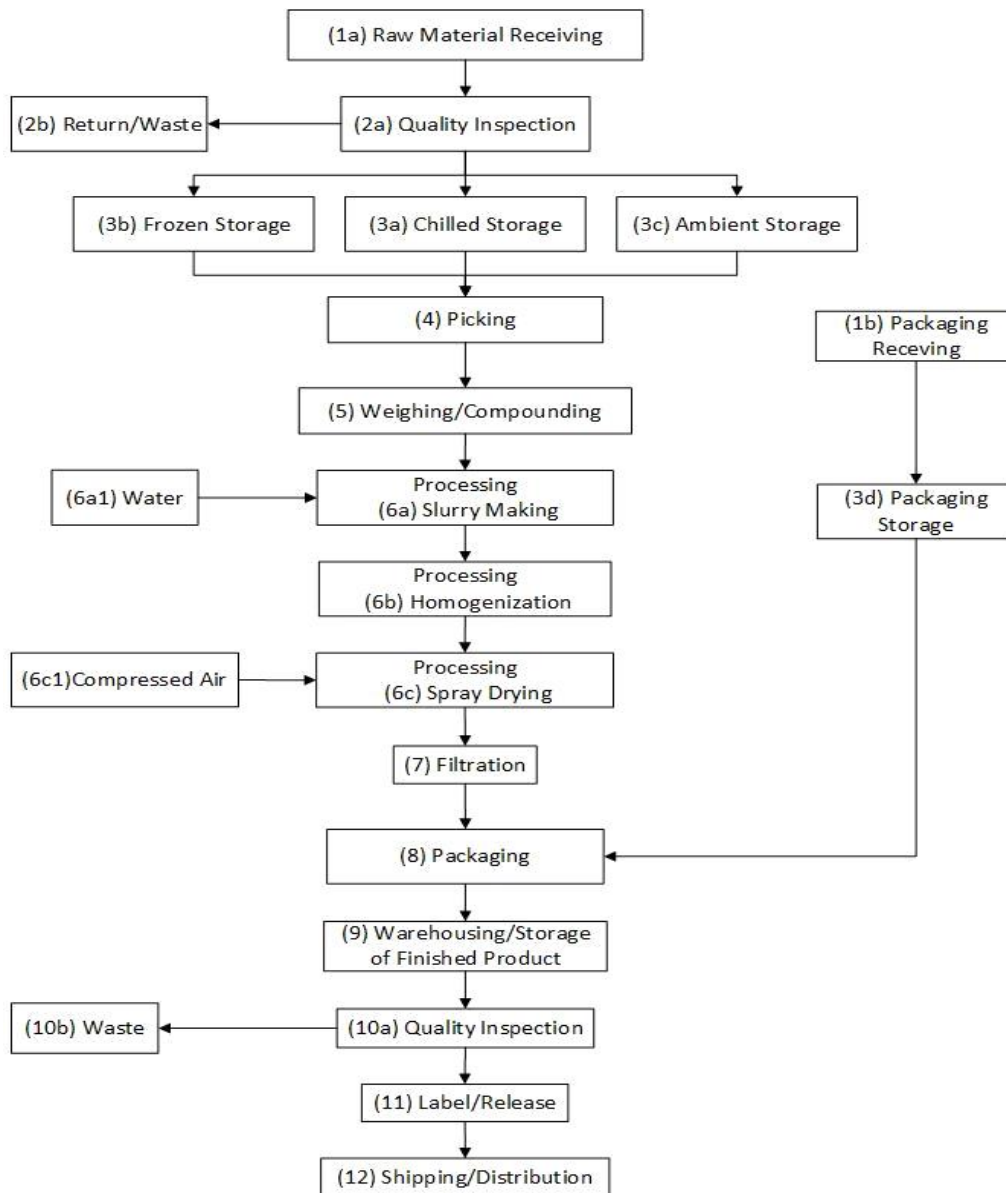 (1a) Raw Material Receiving
(2b) Return/Waste
(2a) Quality Inspection
(3b) Frozen Storage
(3a) Chilled Storage
(3c) Ambient Storage
(4) Picking
(1b) Packaging
Receving
(5) Weighing/Compounding
(6a1) Water
Processing
(6a) Slurry Making
(3d) Packaging
Storage
Processing
(6b) Homogenization
(6c1)Compressed Air
Processing
(6c) Spray Drying
(7) Filtration
(8) Packaging
(9) Warehousing/Storage
of Finished Product
(10b) Waste
(10a) Quality Inspection
(11) Label/Release
(12) Shipping/Distribution